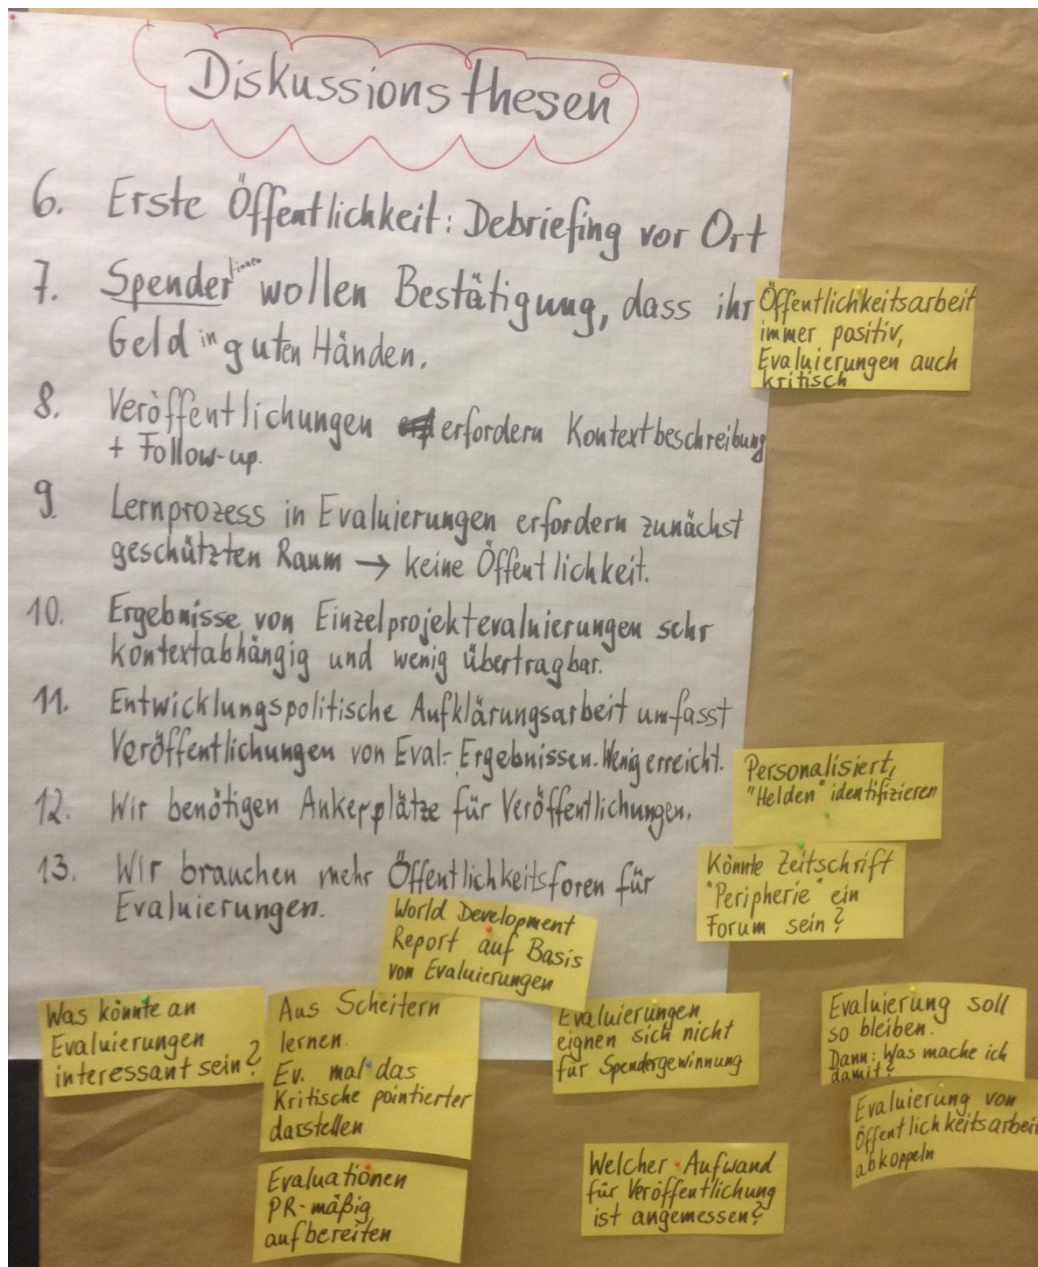 Diskussionsthesen
6. Erste Öffentlichkeit: Debriefing vor Ort
7. Spender*innen wollen Bestätigung, dass ihr
Geld in guten Händen.
8. Veröffentlichungen erfordern Kontextbeschreibung
+ Follow-up.
9. Lernprozess in Evaluierungen erfordern zunächst
geschützten Raum → keine Öffentlichkeit.
10. Ergebnisse von Einzelprojektevaluierungen sehr
kontextabhängig und wenig übertragbar.
11. Entwicklungspolitische Aufklärungsarbeit umfasst
Veröffentlichungen von Eval-Ergebnissen. Wenig erreicht.
12. Wir benötigen Ankerplätze für Veröffentlichungen.
13. Wir brauchen mehr Öffentlichkeitsforen für
Evaluierungen.
Öffentlichkeitsarbeit
immer positiv,
Evaluierungen auch
kritisch
Personalisiert,
"Helden" identifizieren
Könnte Zeitschrift
"Peripherie" ein
Forum sein?
World Development
Report auf Basis
von Evaluierungen
Was könnte an
Evaluierungen
interessant sein?
Aus Scheitern
lernen.
Ev. mal das
Kritische pointierter
darstellen
Evaluationen
PR-mäßig
aufbereiten
Evaluierungen
eignen sich nicht
für Spendergewinnung
Welcher Aufwand
für Veröffentlichung
ist angemessen?
Evaluierung soll
so bleiben.
Dann: Was mache ich
damit?
Evaluierung von
Öffentlichkeitsarbeit
abkoppeln